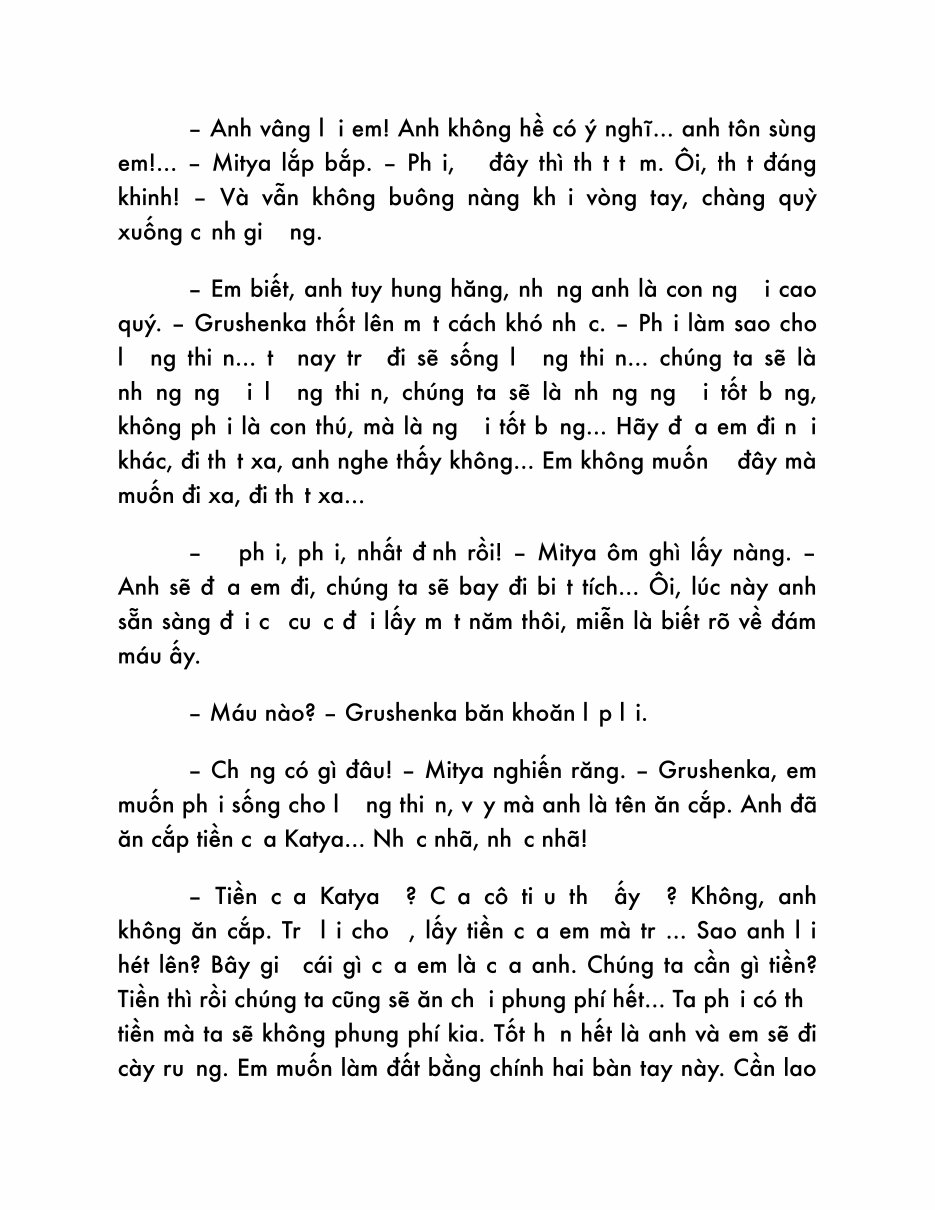 – Anh vâng l i em! Anh không hề có ý nghĩ... anh tôn sùng
em!... – Mitya lắp bắp. – Ph i,   đây thì th t t m. Ôi, th t đáng
khinh! – Và vẫn không buông nàng kh i vòng tay, chàng quỳ
xuống c nh gi  ng.
– Em biết, anh tuy hung hăng, nh ng anh là con ng  i cao
quý. – Grushenka thốt lên m t cách khó nh c. – Ph i làm sao cho
l  ng thi n... t  nay tr  đi sẽ sống l  ng thi n... chúng ta sẽ là
nh ng ng  i l  ng thi n, chúng ta sẽ là nh ng ng  i tốt b ng,
không ph i là con thú, mà là ng  i tốt b ng... Hãy đ a em đi n i
khác, đi th t xa, anh nghe thấy không... Em không muốn   đây mà
muốn đi xa, đi th t xa...
–   ph i, ph i, nhất đ nh rồi! – Mitya ôm ghì lấy nàng. –
Anh sẽ đ a em đi, chúng ta sẽ bay đi bi t tích... Ôi, lúc này anh
sẵn sàng đ i c  cu c đ i lấy m t năm thôi, miễn là biết rõ về đám
máu ấy.
– Máu nào? – Grushenka băn khoăn l p l i.
– Ch ng có gì đâu! – Mitya nghiến răng. – Grushenka, em
muốn ph i sống cho l  ng thi n, v y mà anh là tên ăn cắp. Anh đã
ăn cắp tiền c a Katya... Nh c nhã, nh c nhã!
– Tiền c a Katya  ? C a cô ti u th  ấy  ? Không, anh
không ăn cắp. Tr  l i cho  , lấy tiền c a em mà tr ... Sao anh l i
hét lên? Bây gi  cái gì c a em là c a anh. Chúng ta cần gì tiền?
Tiền thì rồi chúng ta cũng sẽ ăn ch i phung phí hết... Ta ph i có th
tiền mà ta sẽ không phung phí kia. Tốt h n hết là anh và em sẽ đi
cày ru ng. Em muốn làm đất bằng chính hai bàn tay này. Cần lao